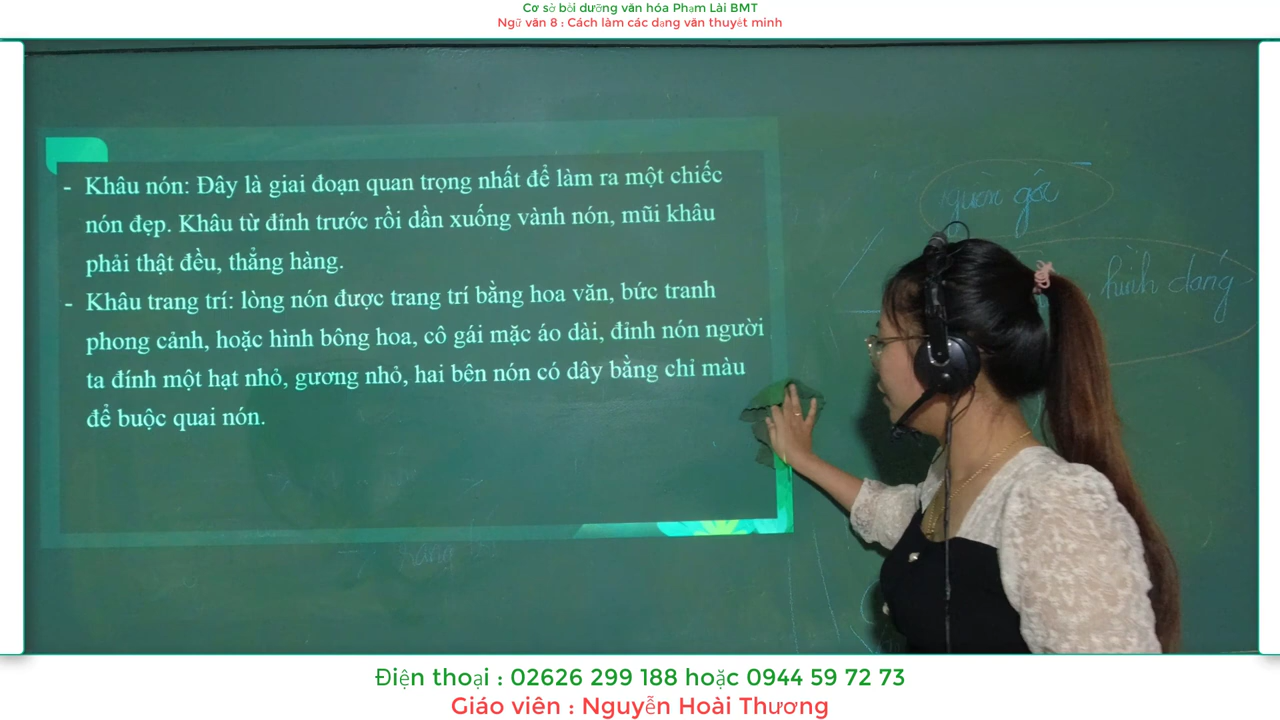 Cơ sở bồi dưỡng văn hóa Phạm Lài BMT
Ngữ văn 8 : Cách làm các dạng văn thuyết minh
- Khâu nón: Đây là giai đoạn quan trọng nhất để làm ra một chiếc
nón đẹp. Khâu từ đỉnh trước rồi dần xuống vành nón, mũi khâu
phải thật đều, thẳng hàng.
- Khâu trang trí: lòng nón được trang trí bằng hoa văn, bức tranh
phong cảnh, hoặc hình bông hoa, cô gái mặc áo dài, đỉnh nón người
ta đính một hạt nhỏ, gương nhỏ, hai bên nón có dây bằng chỉ màu
để buộc quai nón.
nguồn gốc
hình dáng
Điện thoại : 02626 299 188 hoặc 0944 59 72 73
Giáo viên : Nguyễn Hoài Thương